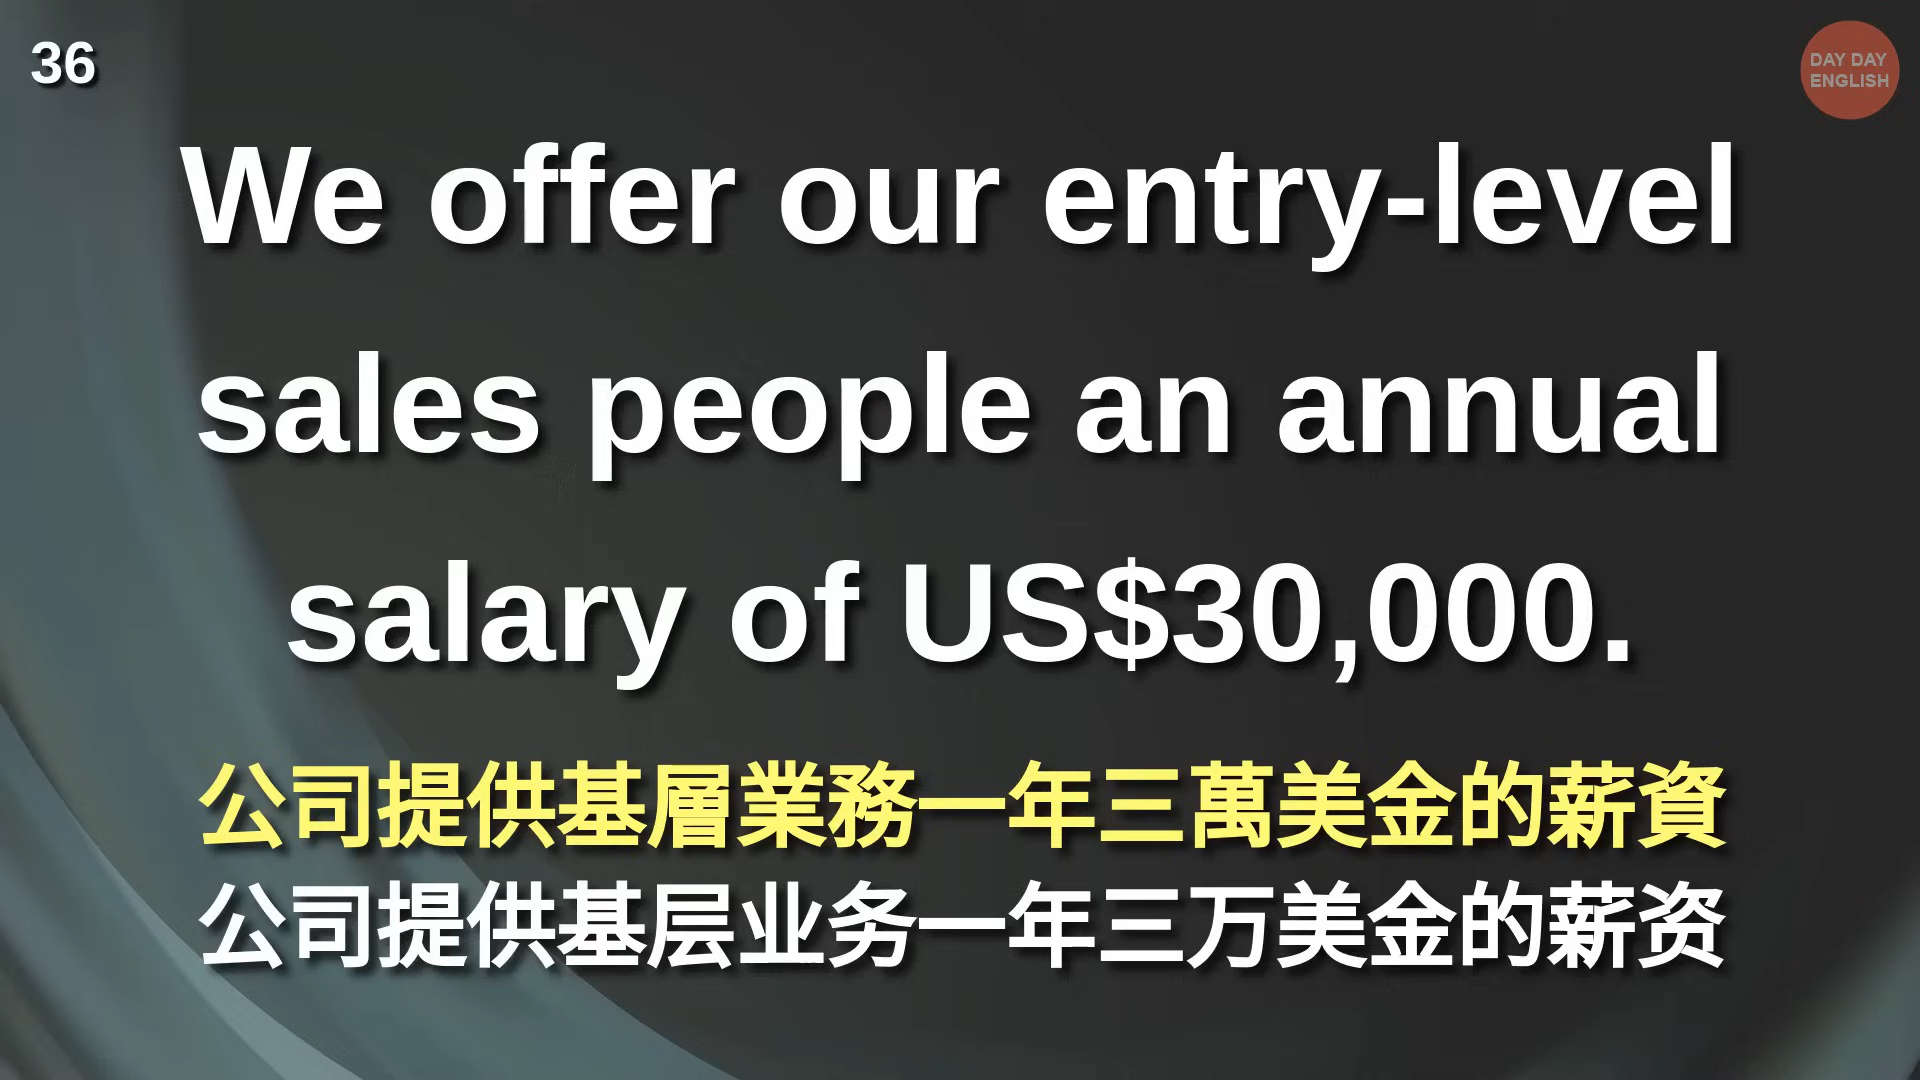 36
DAY DAY
ENGLISH
We offer our entry-level
sales people an annual
salary of US$30,000.
公司提供基層業務一年三萬美金的薪資
公司提供基层业务一年三万美金的薪资